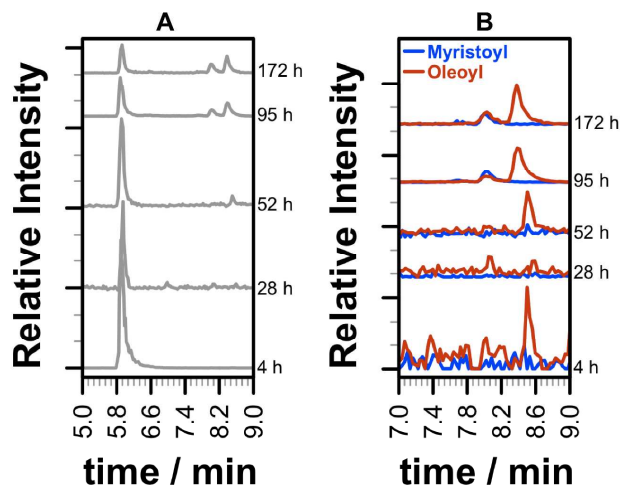 A
Relative Intensity
172 h
95 h
52 h
28 h
4 h
5.0 5.8 6.6 7.4 8.2 9.0
time / min
B
Myristoyl
Oleoyl
Relative Intensity
172 h
95 h
52 h
28 h
4 h
7.0 7.4 7.8 8.2 8.6 9.0
time / min